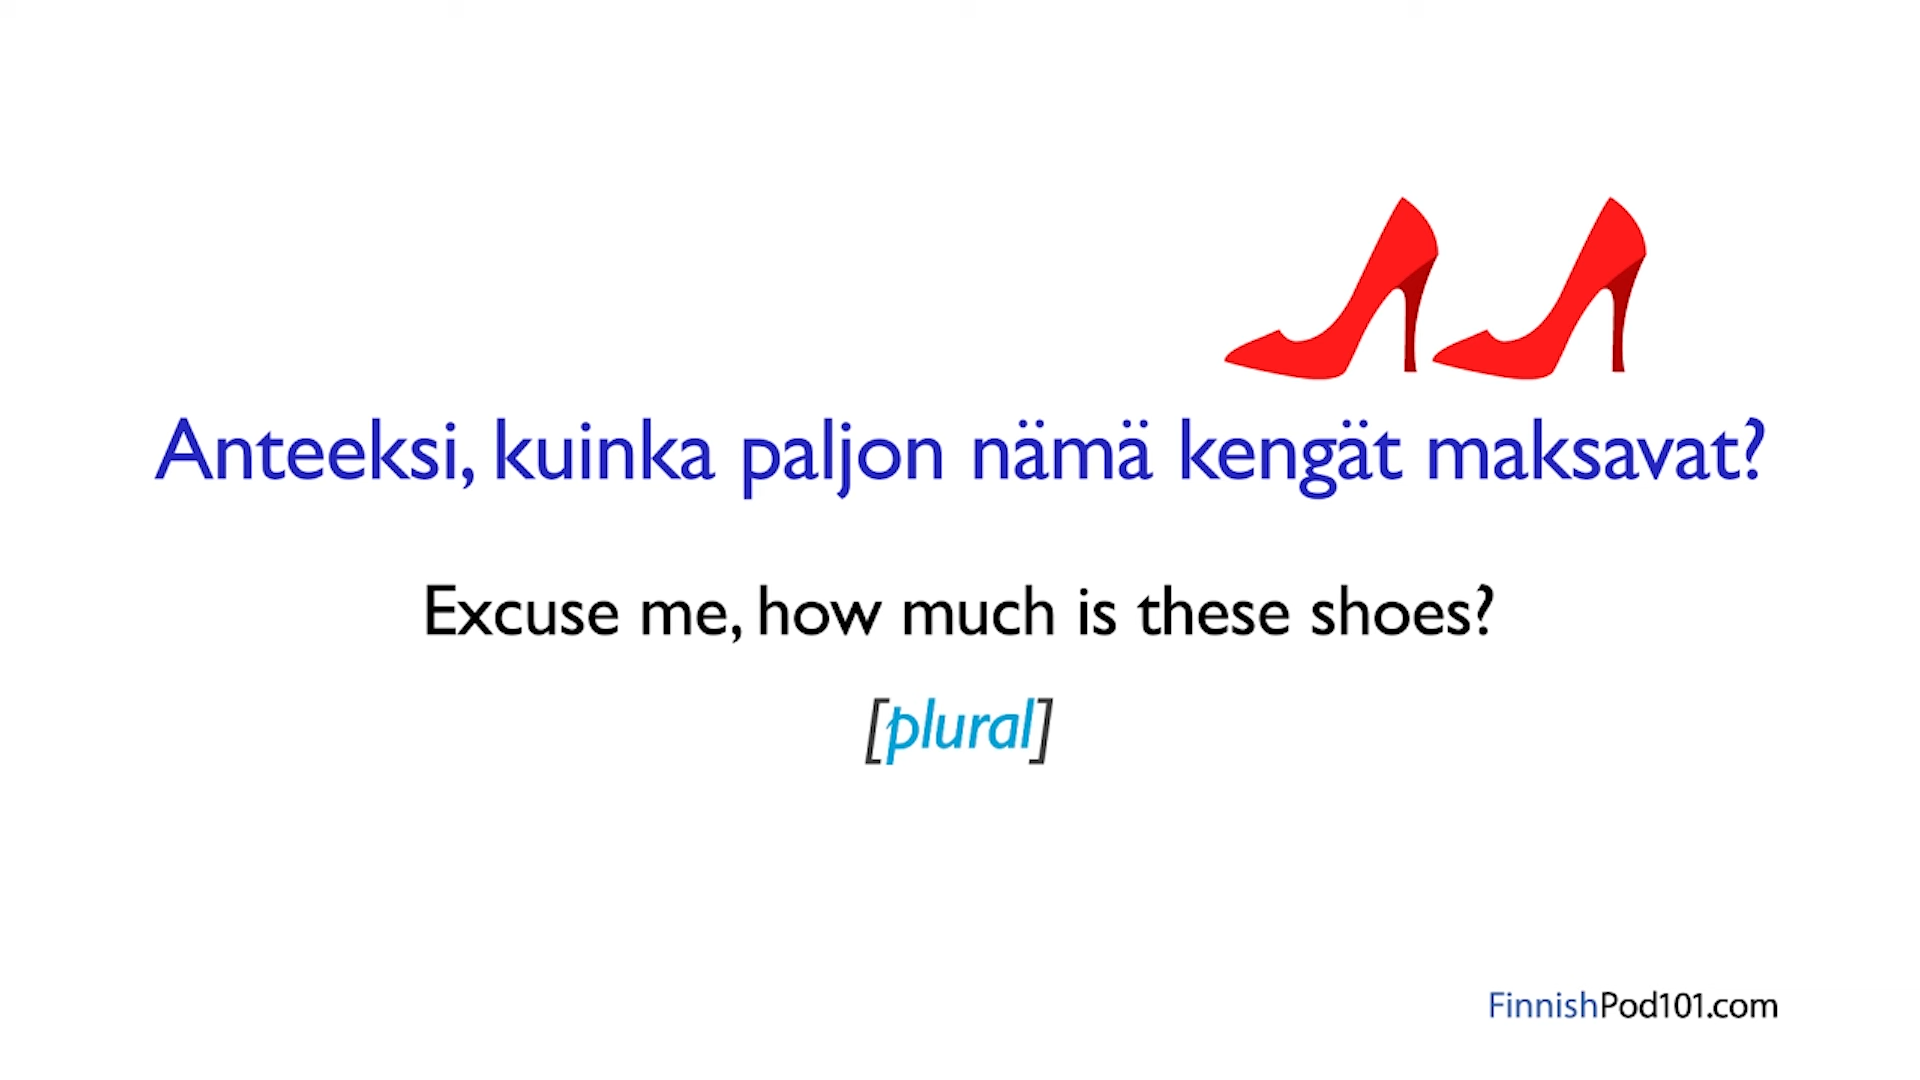 Anteeksi, kuinka paljon nämä kengät maksavat?
Excuse me, how much is these shoes?
[plural]
FinnishPod101.com